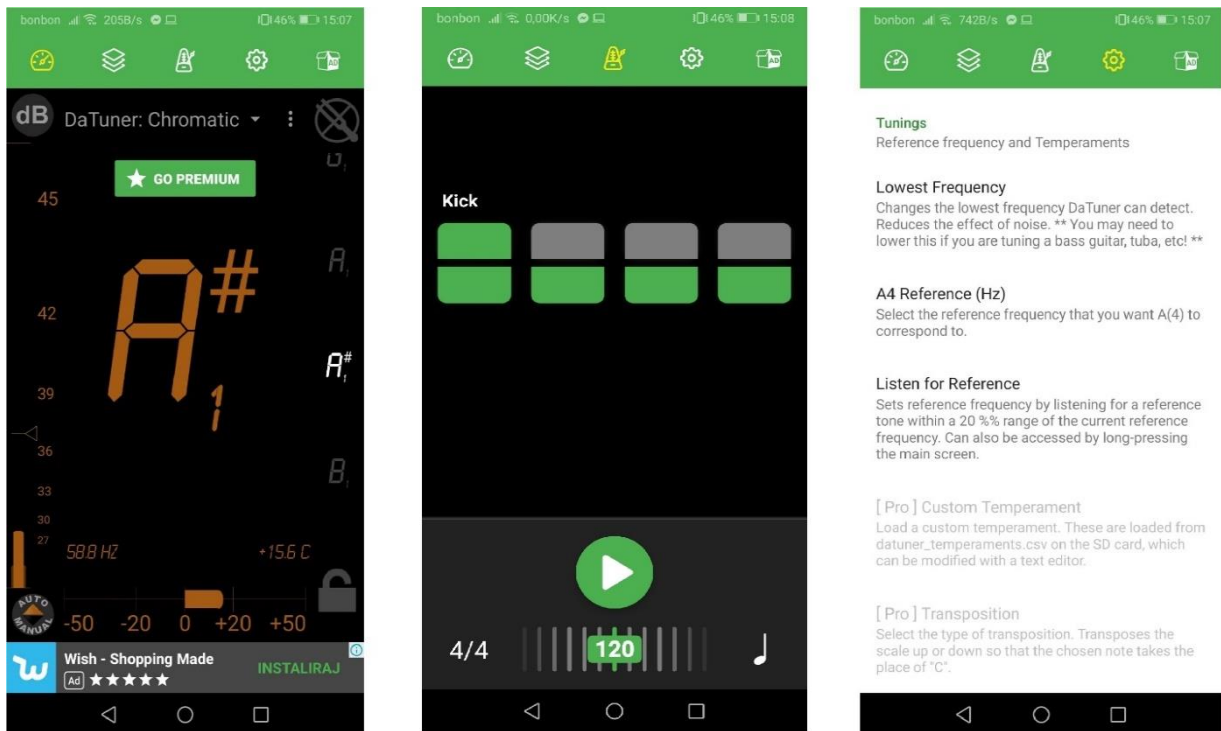 bonbon 205B/s 46% 15:07
dB DaTuner: Chromatic
GO PREMIUM
45
42
39
36
33
30
27
A#1
A1
A#1
B1
58.8 HZ +15.6 C
AUTO
MANUAL
-50 -20 0 +20 +50
Wish - Shopping Made
Ad
INSTALIRAJ
bonbon 0,00K/s 46% 15:08
AD
Kick
4/4 120
bonbon 742B/s 46% 15:07
AD
Tunings
Reference frequency and Temperaments
Lowest Frequency
Changes the lowest frequency DaTuner can detect.
Reduces the effect of noise. ** You may need to
lower this if you are tuning a bass guitar, tuba, etc! **
A4 Reference (Hz)
Select the reference frequency that you want A(4) to
correspond to.
Listen for Reference
Sets reference frequency by listening for a reference
tone within a 20 %% range of the current reference
frequency. Can also be accessed by long-pressing
the main screen.
[ Pro ] Custom Temperament
Load a custom temperament. These are loaded from
datuner_temperaments.csv on the SD card, which
can be modified with a text editor.
[ Pro ] Transposition
Select the type of transposition. Transposes the
scale up or down so that the chosen note takes the
place of "C".